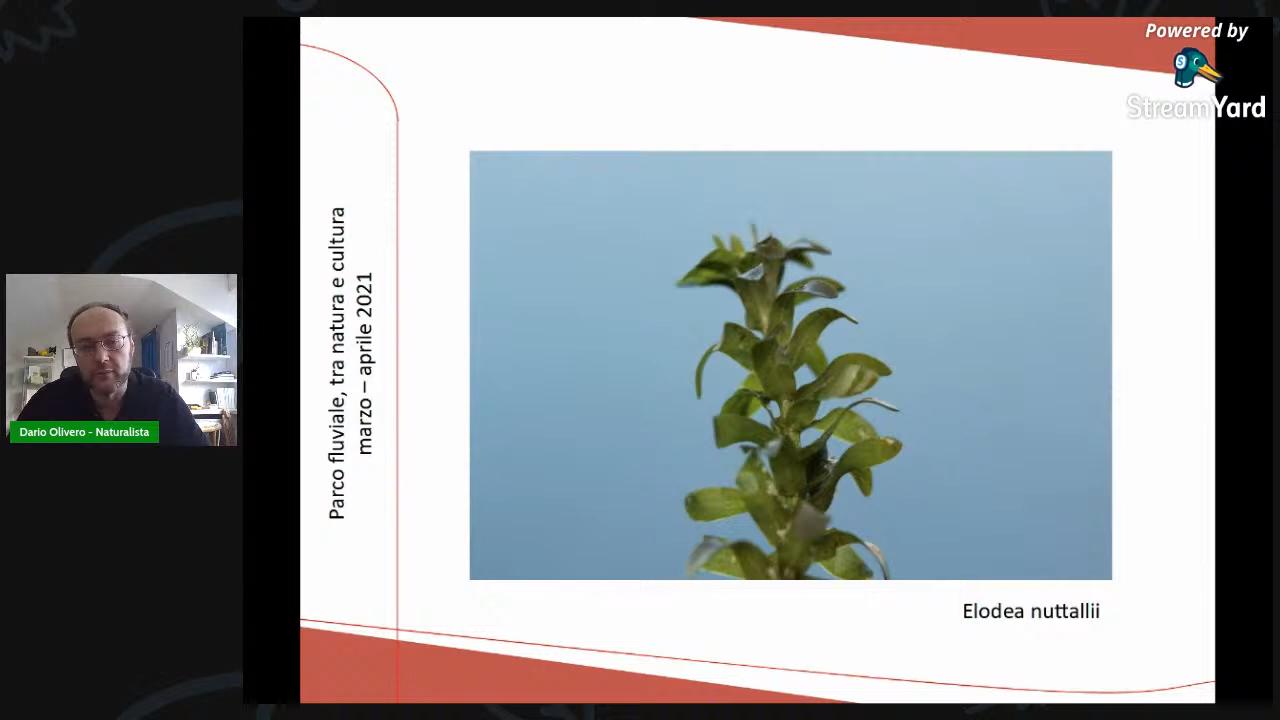 Powered by
StreamYard
Parco fluviale, tra natura e cultura
marzo – aprile 2021
Dario Olivero - Naturalista
Elodea nuttallii